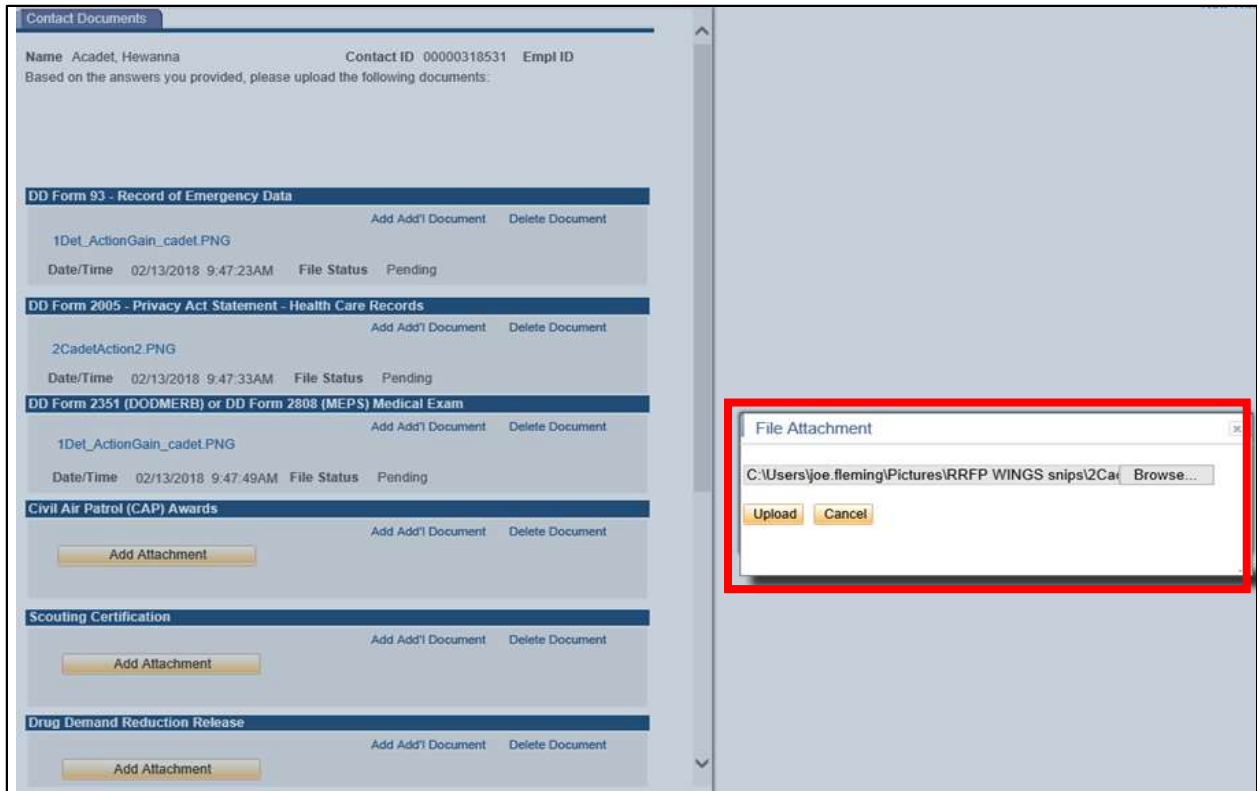 Contact Documents
Name Acadet, Hewanna Contact ID 00000318531 Empl ID
Based on the answers you provided, please upload the following documents:
DD Form 93 - Record of Emergency Data
Add Add'l Document Delete Document
1Det_ActionGain_cadet.PNG
Date/Time 02/13/2018 9:47:23AM File Status Pending
DD Form 2005 - Privacy Act Statement - Health Care Records
Add Add'l Document Delete Document
2CadetAction2.PNG
Date/Time 02/13/2018 9:47:33AM File Status Pending
DD Form 2351 (DODMERB) or DD Form 2808 (MEPS) Medical Exam
Add Add'l Document Delete Document
1Det_ActionGain_cadet.PNG
Date/Time 02/13/2018 9:47:49AM File Status Pending
Civil Air Patrol (CAP) Awards
Add Add'l Document Delete Document
Add Attachment
Scouting Certification
Add Add'l Document Delete Document
Add Attachment
Drug Demand Reduction Release
Add Add'l Document Delete Document
Add Attachment
File Attachment
C:\Users\joe.fleming\Pictures\RRFP WINGS snips\2Ca Browse...
Upload Cancel